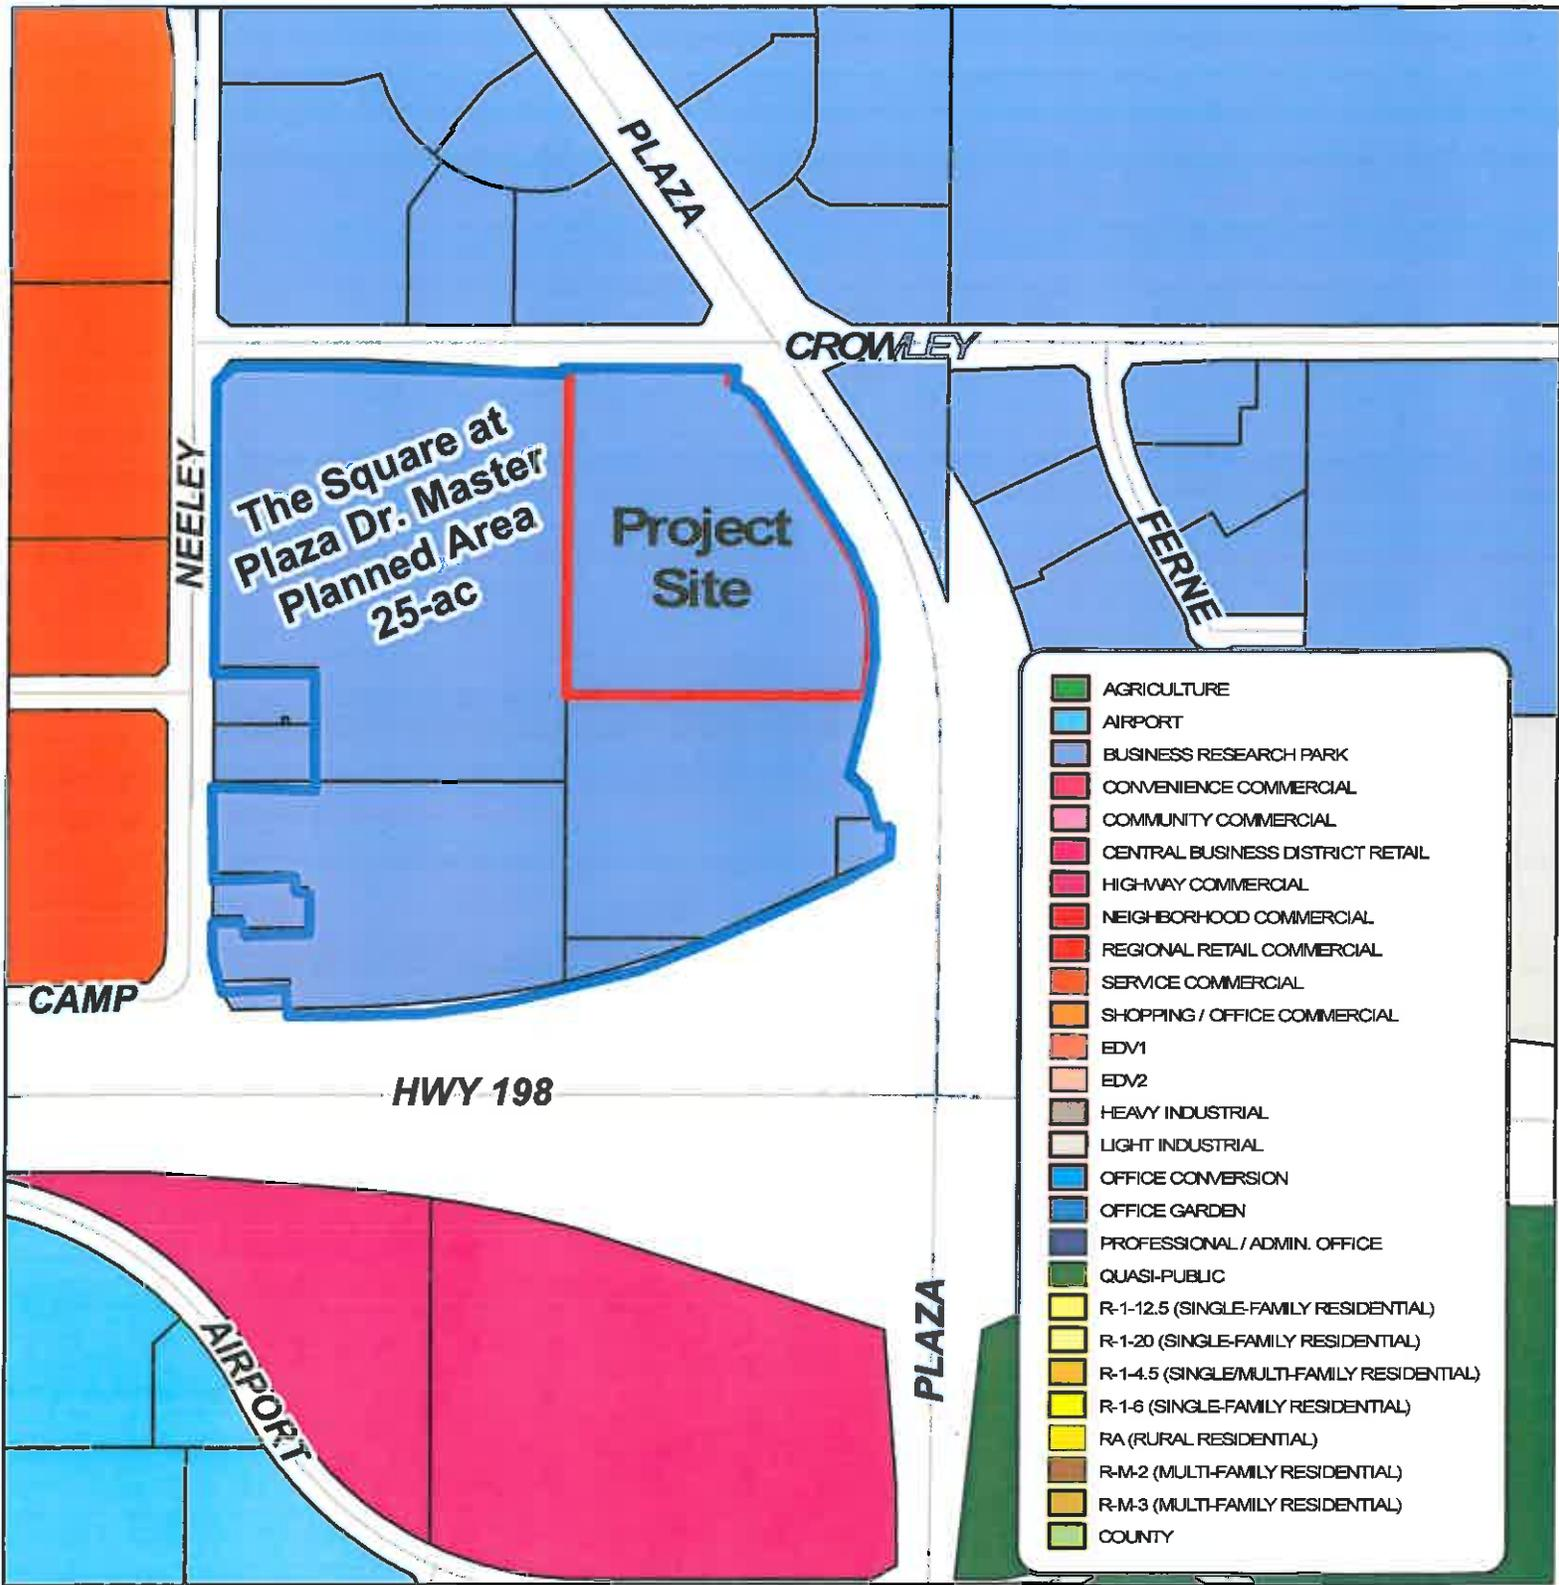 PLAZA
CROWLEY
NEELEY
The Square at
Plaza Dr. Master
Planned Area
25-ac
Project
Site
FERNE
CAMP
HWY 198
PLAZA
AIRPORT
AGRICULTURE
AIRPORT
BUSINESS RESEARCH PARK
CONVENIENCE COMMERCIAL
COMMUNITY COMMERCIAL
CENTRAL BUSINESS DISTRICT RETAIL
HIGHWAY COMMERCIAL
NEIGHBORHOOD COMMERCIAL
REGIONAL RETAIL COMMERCIAL
SERVICE COMMERCIAL
SHOPPING / OFFICE COMMERCIAL
EDV1
EDV2
HEAVY INDUSTRIAL
LIGHT INDUSTRIAL
OFFICE CONVERSION
OFFICE GARDEN
PROFESSIONAL / ADMIN. OFFICE
QUASI-PUBLIC
R-1-12.5 (SINGLE-FAMILY RESIDENTIAL)
R-1-20 (SINGLE-FAMILY RESIDENTIAL)
R-1-4.5 (SINGLE/MULTI-FAMILY RESIDENTIAL)
R-1-6 (SINGLE-FAMILY RESIDENTIAL)
RA (RURAL RESIDENTIAL)
R-M-2 (MULTI-FAMILY RESIDENTIAL)
R-M-3 (MULTI-FAMILY RESIDENTIAL)
COUNTY